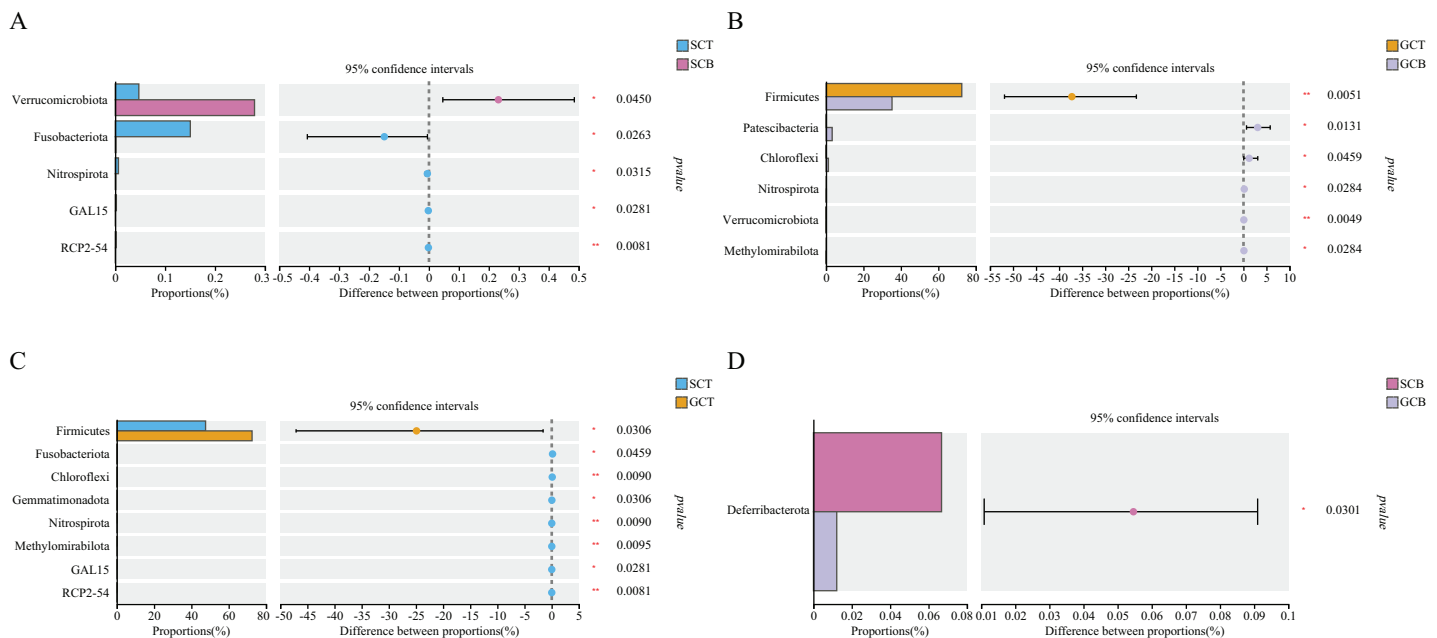 A
SCT
SCB
95% confidence intervals
Verrucomicrobiota * 0.0450
Fusobacteriota * 0.0263
Nitrospirota * 0.0315
GAL15 * 0.0281
RCP2-54 ** 0.0081
pvalue
0 0.1 0.2 0.3 -0.5 -0.4 -0.3 -0.2 -0.1 0 0.1 0.2 0.3 0.4 0.5
Proportions(%) Difference between proportions(%)
B
GCT
GCB
95% confidence intervals
Firmicutes ** 0.0051
Patescibacteria * 0.0131
Chloroflexi * 0.0459
Nitrospirota * 0.0284
Verrucomicrobiota ** 0.0049
Methylomirabilota * 0.0284
pvalue
0 20 40 60 80 -55 -50 -45 -40 -35 -30 -25 -20 -15 -10 -5 0 5 10
Proportions(%) Difference between proportions(%)
C
SCT
GCT
95% confidence intervals
Firmicutes * 0.0306
Fusobacteriota * 0.0459
Chloroflexi ** 0.0090
Gemmatimonadota * 0.0306
Nitrospirota ** 0.0090
Methylomirabilota ** 0.0095
GAL15 * 0.0281
RCP2-54 ** 0.0081
pvalue
0 20 40 60 80 -50 -45 -40 -35 -30 -25 -20 -15 -10 -5 0 5
Proportions(%) Difference between proportions(%)
D
SCB
GCB
95% confidence intervals
Deferribacterota * 0.0301
pvalue
0 0.02 0.04 0.06 0.08 0.01 0.02 0.03 0.04 0.05 0.06 0.07 0.08 0.09 0.1
Proportions(%) Difference between proportions(%)